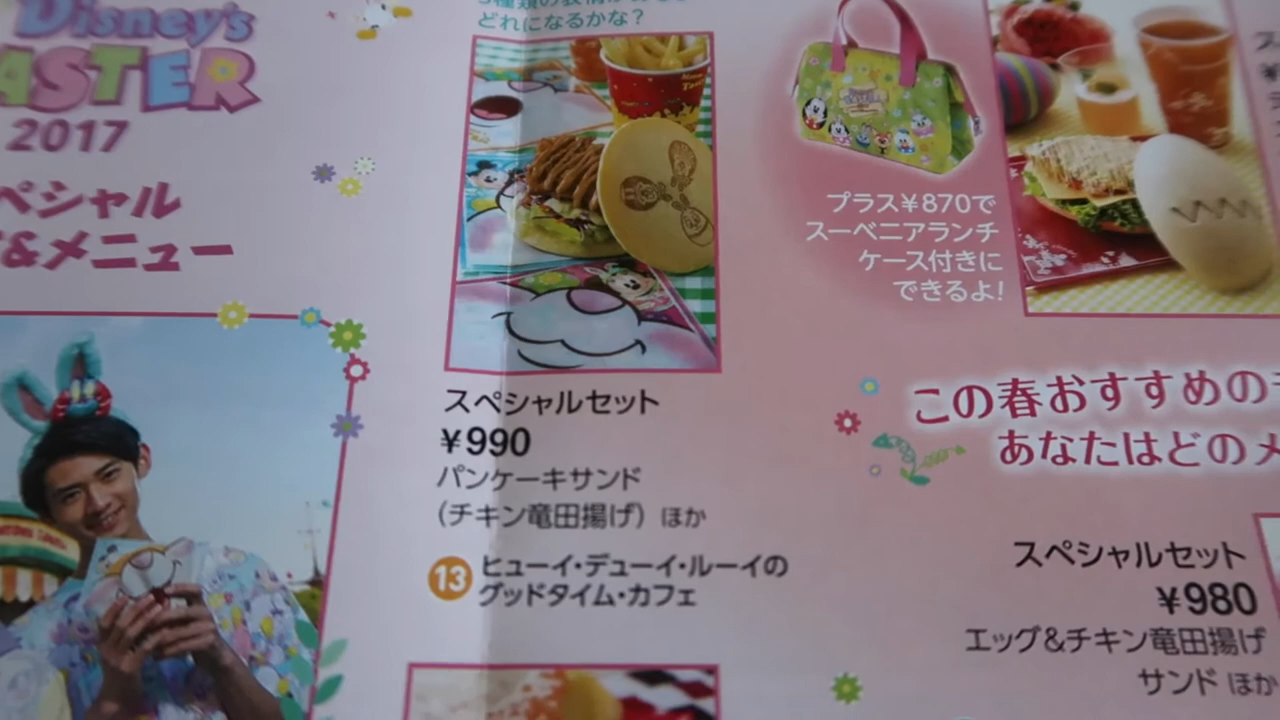 Disney's
ASTER
2017
ペシャル
&メニュー
どれになるかな?
スペシャルセット
¥990
パンケーキサンド
(チキン竜田揚げ) ほか
13 ヒューイ・デューイ・ルーイの
グッドタイム・カフェ
プラス¥870で
スーベニアランチ
ケース付きに
できるよ!
この春おすすめの
あなたはどのメ
スペシャルセット
¥980
エッグ&チキン竜田揚げ
サンド ほか